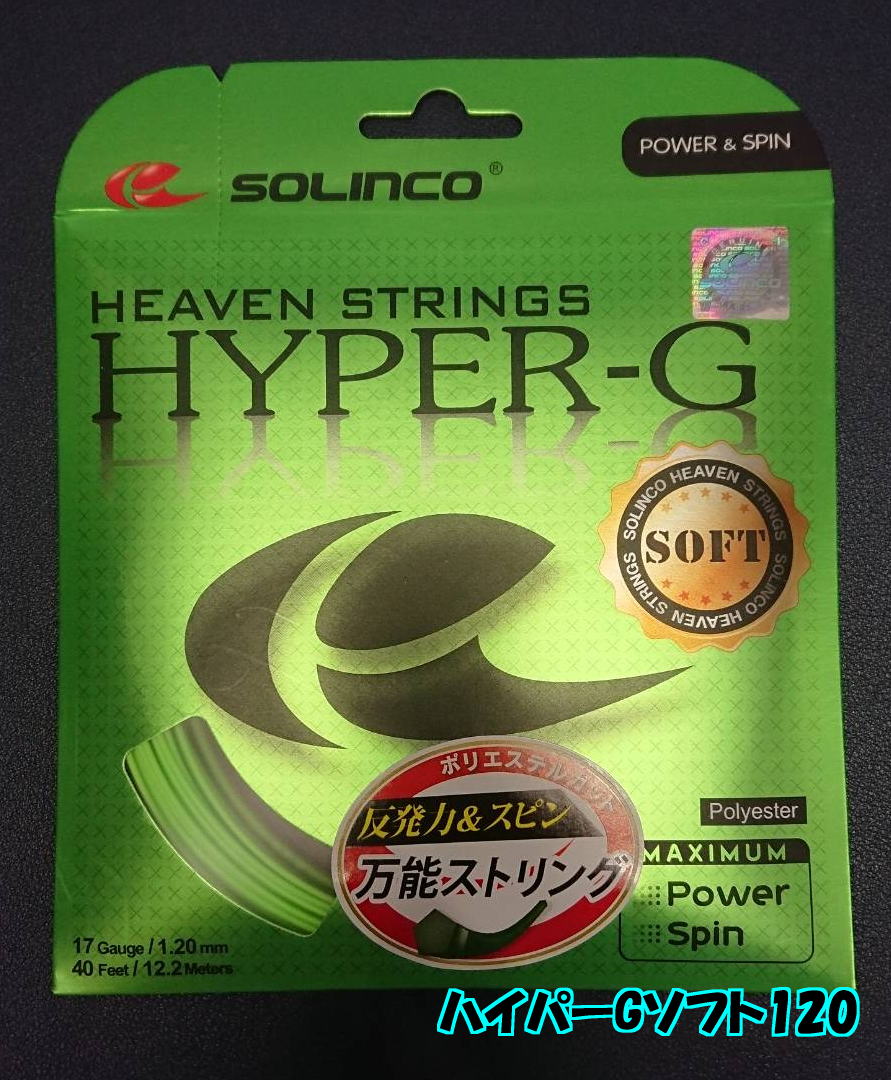 POWER & SPIN
SOLINCO®
HEAVEN STRINGS
HYPER-G
SOLINCO HEAVEN STRINGS SOLINCO HEAVEN STRINGS
SOFT
ポリエステルガット
反発力&スピン
万能ストリング
Polyester
MAXIMUM
Power
Spin
17 Gauge / 1.20 mm
40 Feet / 12.2 Meters
ハイパーGソフト120